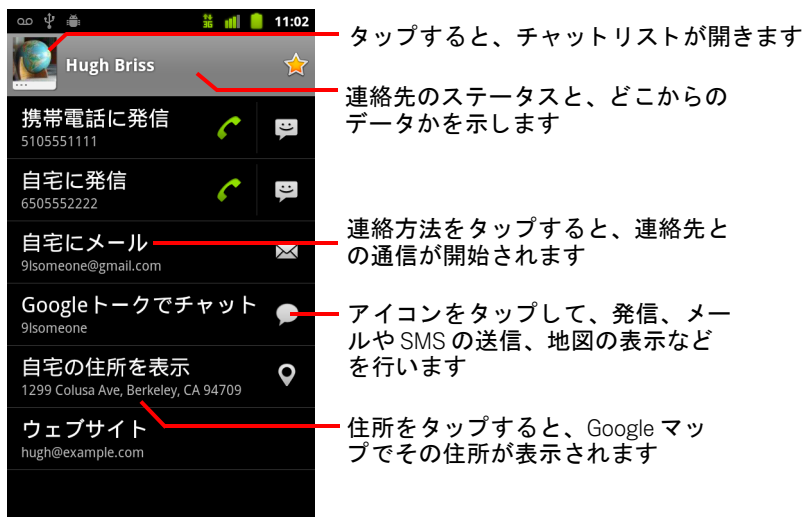 11:02
Hugh Briss
携帯電話に発信
5105551111
自宅に発信
6505552222
自宅にメール
9lsomeone@gmail.com
Googleトークでチャット
9lsomeone
自宅の住所を表示
1299 Colusa Ave, Berkeley, CA 94709
ウェブサイト
hugh@example.com
タップすると、チャットリストが開きます
連絡先のステータスと、どこからの
データかを示します
連絡方法をタップすると、連絡先と
の通信が開始されます
アイコンをタップして、発信、メー
ルや SMS の送信、地図の表示など
を行います
住所をタップすると、Google マッ
プでその住所が表示されます